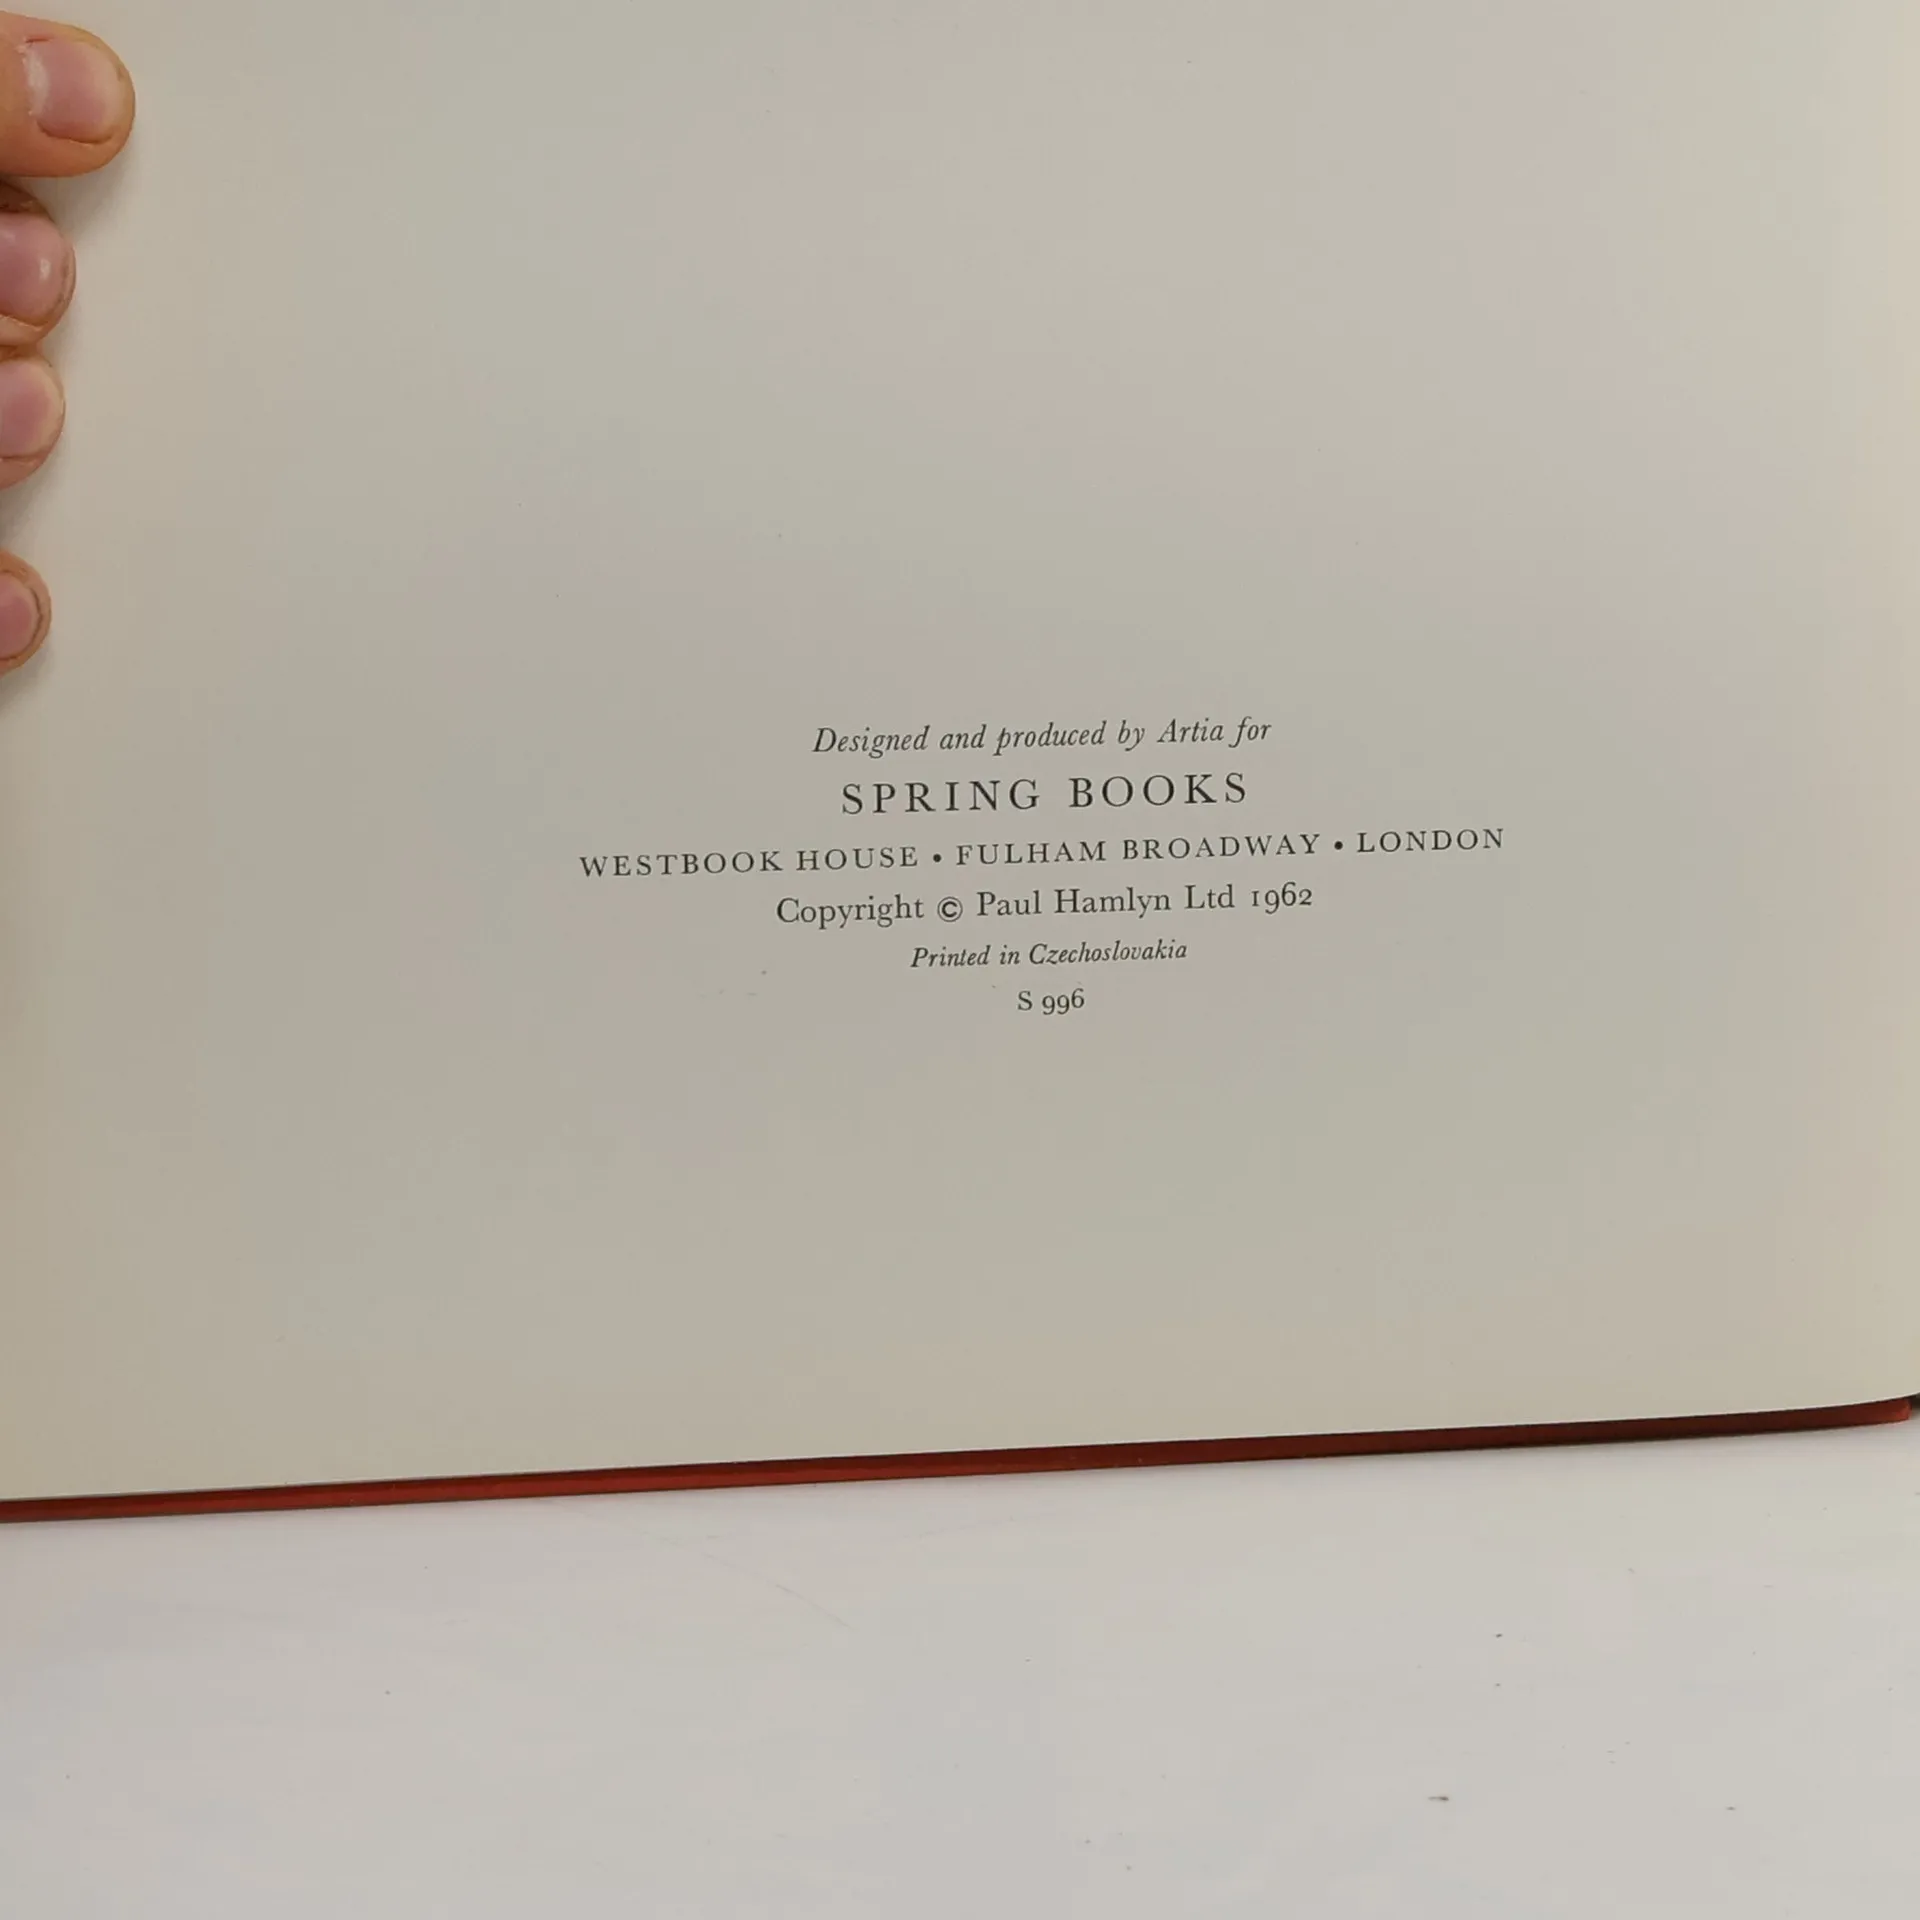 Designed and produced by Artia for
SPRING BOOKS
WESTBOOK HOUSE • FULHAM BROADWAY • LONDON
Copyright © Paul Hamlyn Ltd 1962
Printed in Czechoslovakia
S 996